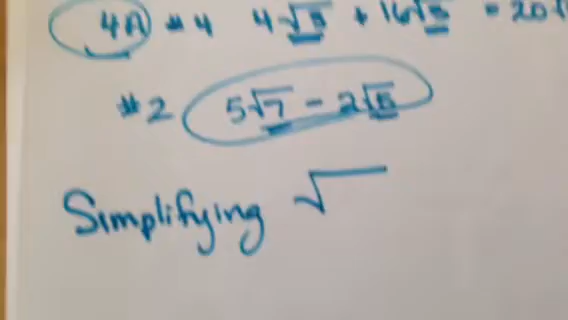 4A #4 4√5 + 16√5 = 20√
#2 5√7 - 2√5
Simplifying √